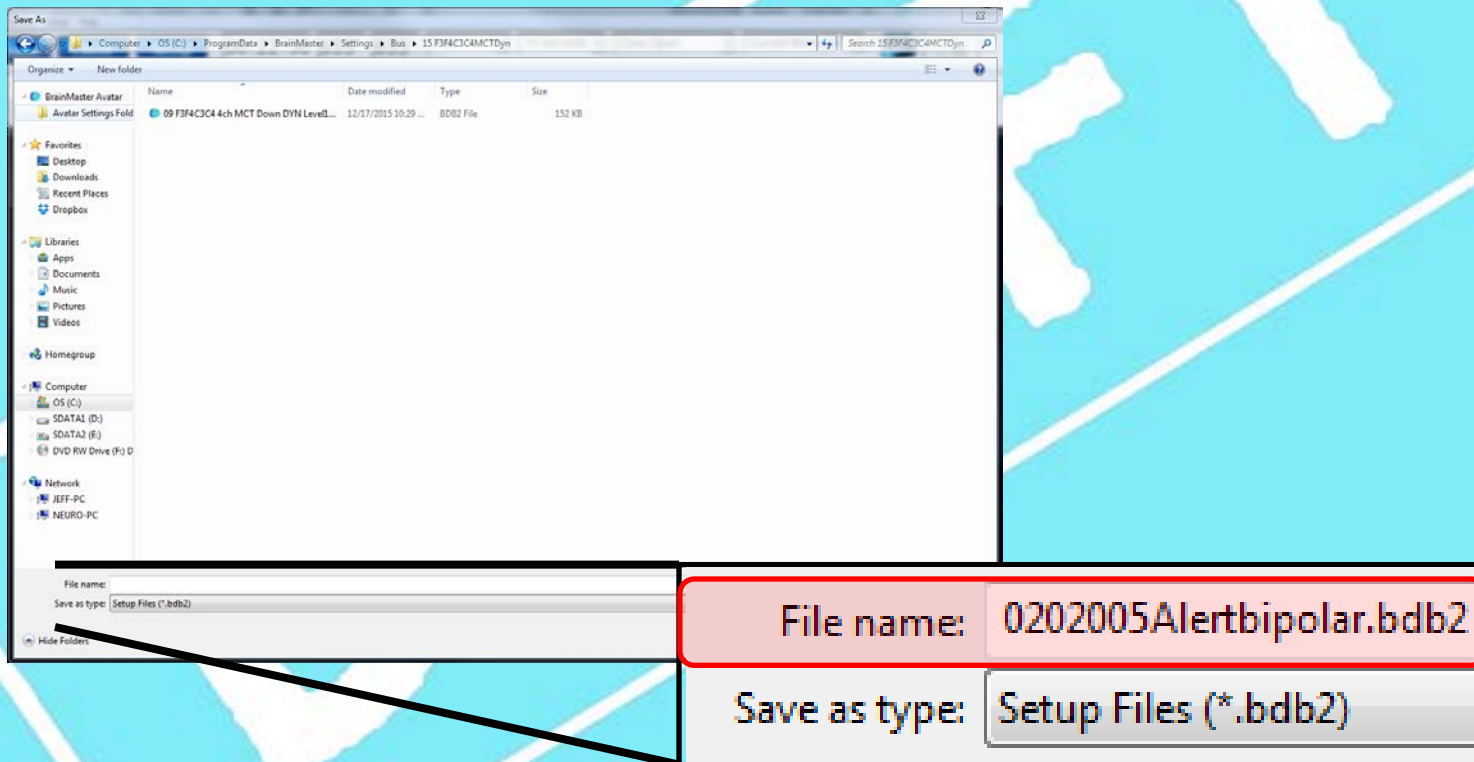 Save As
Computer ▸ OS (C:) ▸ ProgramData ▸ BrainMaster ▸ Settings ▸ Bus ▸ 15 F3F4C3C4MCTDyn
Search 15 F3F4C3C4MCTDyn
Organize New folder
Name Date modified Type Size
BrainMaster Avatar
Avatar Settings Fold
09 F3F4C3C4 4ch MCT Down DYN Level1... 12/17/2015 10:29 ... BDB2 File 152 KB
Favorites
Desktop
Downloads
Recent Places
Dropbox
Libraries
Apps
Documents
Music
Pictures
Videos
Homegroup
Computer
OS (C:)
SDATA1 (D:)
SDATA2 (E:)
DVD RW Drive (F:) D
Network
JEFF-PC
NEURO-PC
File name:
Save as type: Setup Files (*.bdb2)
Hide Folders
File name: 0202005Alertbipolar.bdb2
Save as type: Setup Files (*.bdb2)